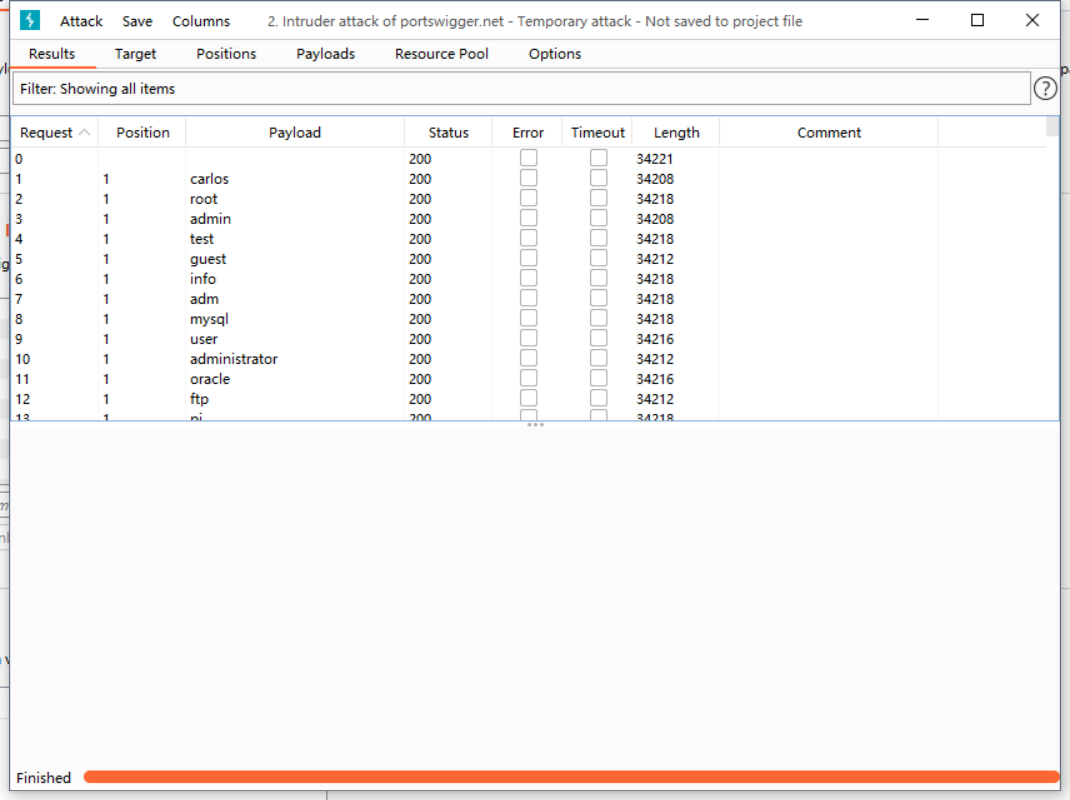 Attack Save Columns 2. Intruder attack of portswigger.net - Temporary attack - Not saved to project file
Results Target Positions Payloads Resource Pool Options
Filter: Showing all items
?
Request Position Payload Status Error Timeout Length Comment
0 200 34221
1 1 carlos 200 34208
2 1 root 200 34218
3 1 admin 200 34208
4 1 test 200 34218
5 1 guest 200 34212
6 1 info 200 34218
7 1 adm 200 34218
8 1 mysql 200 34218
9 1 user 200 34216
10 1 administrator 200 34212
11 1 oracle 200 34216
12 1 ftp 200 34212
13 1 pi 200 34218
Finished